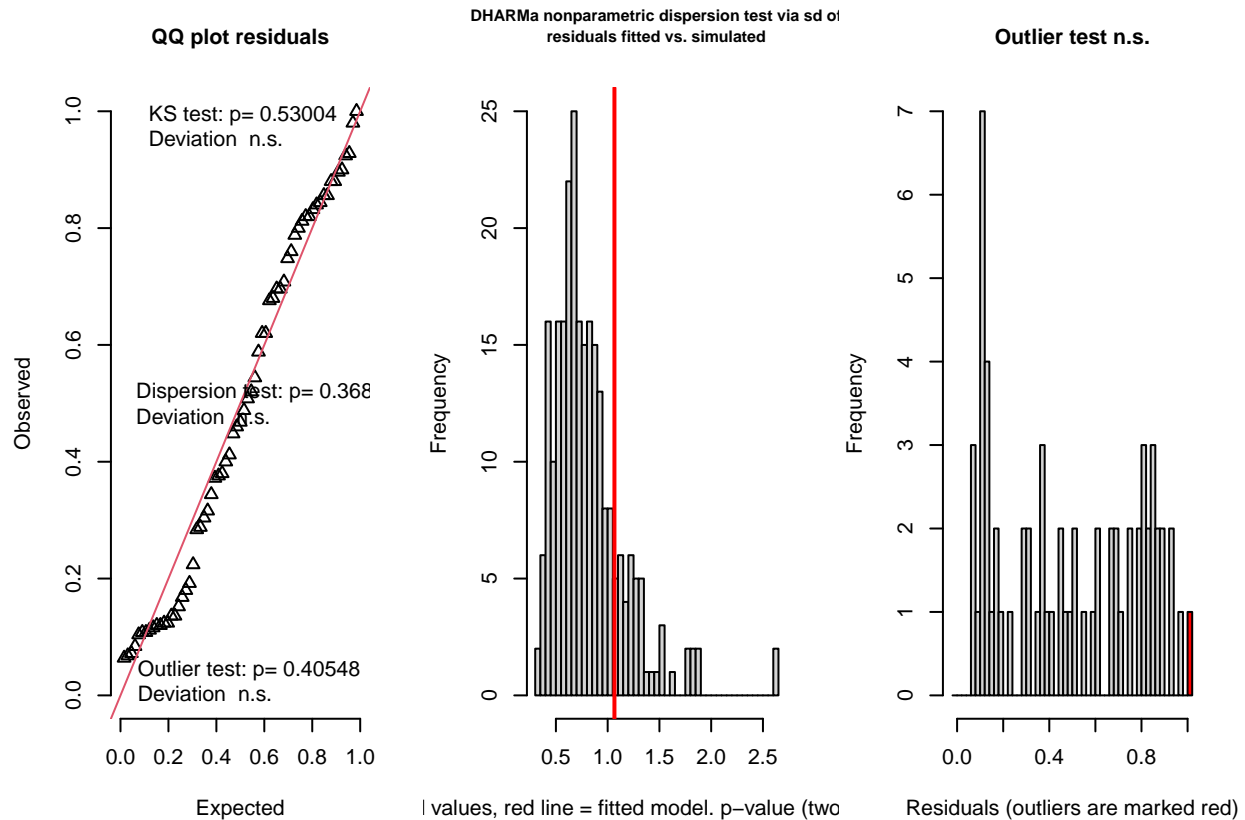 QQ plot residuals
KS test: p= 0.53004
Deviation n.s.
Dispersion test: p= 0.368
Deviation n.s.
Outlier test: p= 0.40548
Deviation n.s.
Observed
0.0 0.2 0.4 0.6 0.8 1.0
0.0 0.2 0.4 0.6 0.8 1.0
Expected
DHARMa nonparametric dispersion test via sd of
residuals fitted vs. simulated
Frequency
0 5 10 15 20 25
0.5 1.0 1.5 2.0 2.5
l values, red line = fitted model. p−value (two
Outlier test n.s.
Frequency
0 1 2 3 4 5 6 7
0.0 0.4 0.8
Residuals (outliers are marked red)